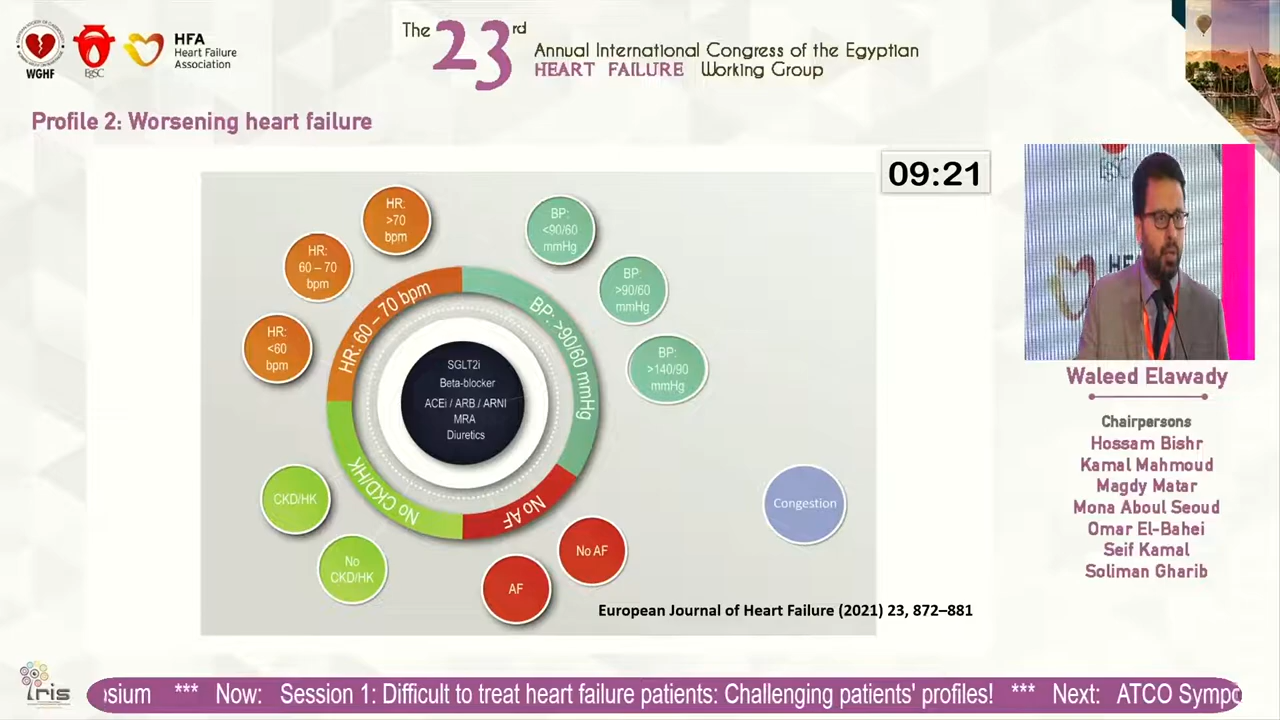 WGHF
EgSC
HFA
Heart Failure
Association
The 23rd
Annual International Congress of the Egyptian
HEART FAILURE Working Group
Profile 2: Worsening heart failure
09:21
HR:
>70
bpm
HR:
60 – 70
bpm
HR:
<60
bpm
BP:
<90/60
mmHg
BP:
>90/60
mmHg
BP:
>140/90
mmHg
HR: 60 – 70 bpm
BP: >90/60 mmHg
No CKD/HK
No AF
SGLT2i
Beta-blocker
ACEi / ARB / ARNI
MRA
Diuretics
CKD/HK
No
CKD/HK
AF
No AF
Congestion
European Journal of Heart Failure (2021) 23, 872–881
Waleed Elawady
Chairpersons
Hossam Bishr
Kamal Mahmoud
Magdy Matar
Mona Aboul Seoud
Omar El-Bahei
Seif Kamal
Soliman Gharib
iris
sium *** Now: Session 1: Difficult to treat heart failure patients: Challenging patients' profiles! *** Next: ATCO Sympo